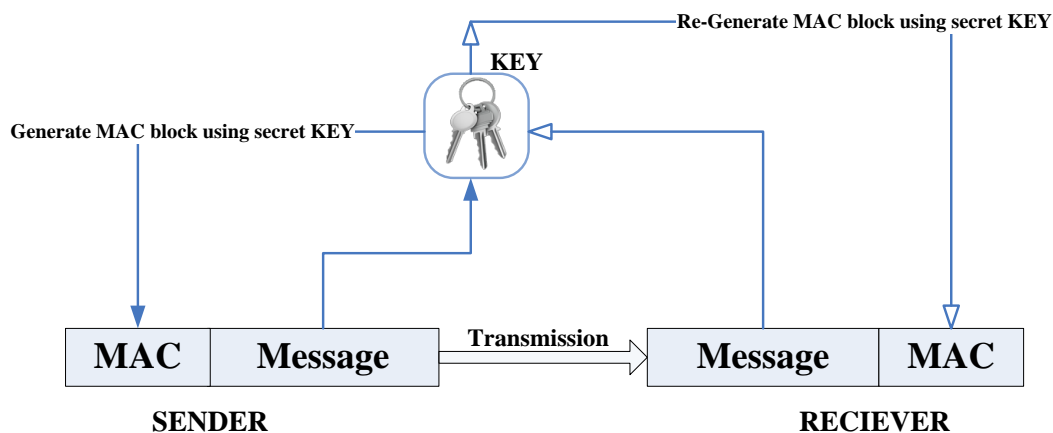 Re-Generate MAC block using secret KEY
KEY
Generate MAC block using secret KEY
MAC
Message
Transmission
Message
MAC
SENDER
RECIEVER